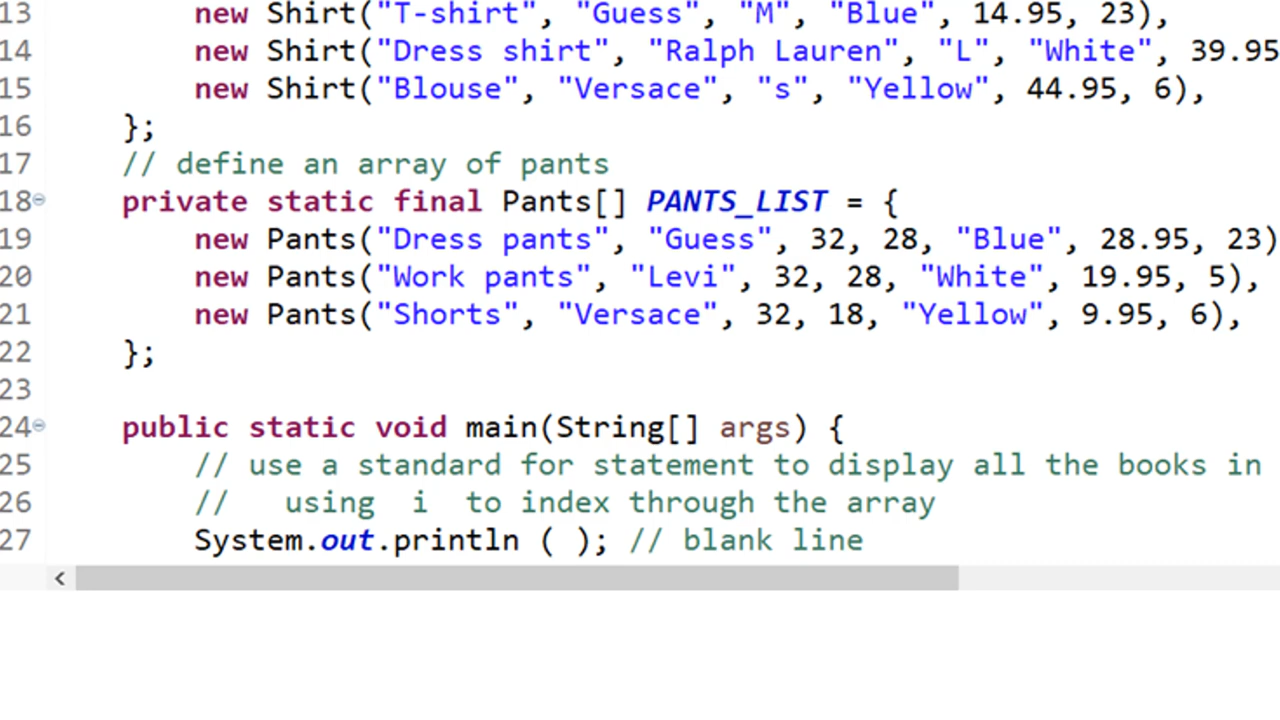 13 new Shirt("T-shirt", "Guess", "M", "Blue", 14.95, 23),
14 new Shirt("Dress shirt", "Ralph Lauren", "L", "White", 39.95
15 new Shirt("Blouse", "Versace", "s", "Yellow", 44.95, 6),
16 };
17 // define an array of pants
18 private static final Pants[] PANTS_LIST = {
19 new Pants("Dress pants", "Guess", 32, 28, "Blue", 28.95, 23)
20 new Pants("Work pants", "Levi", 32, 28, "White", 19.95, 5),
21 new Pants("Shorts", "Versace", 32, 18, "Yellow", 9.95, 6),
22 };
23
24 public static void main(String[] args) {
25 // use a standard for statement to display all the books in
26 //   using  i  to index through the array
27 System.out.println ( ); // blank line